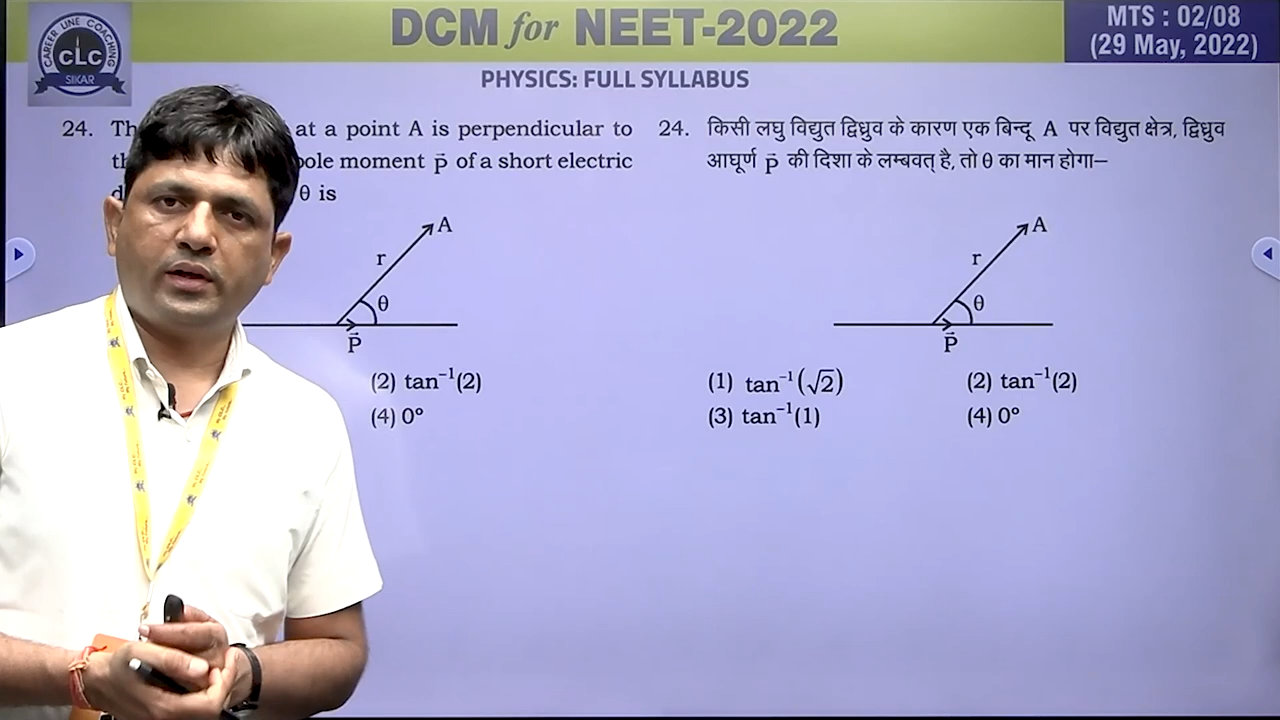 DCM for NEET-2022
MTS : 02/08
(29 May, 2022)
CAREER LINE COACHING
CLC
SIKAR
PHYSICS: FULL SYLLABUS
24. at a point A is perpendicular to
moment p⃗ of a short electric
θ is
A
r
θ
P⃗
(2) tan⁻¹(2)
(4) 0°
24. किसी लघु विद्युत द्विध्रुव के कारण एक बिन्दू A पर विद्युत क्षेत्र, द्विध्रुव
आघूर्ण p⃗ की दिशा के लम्बवत् है, तो θ का मान होगा–
A
r
θ
P⃗
(1) tan⁻¹(√2) (2) tan⁻¹(2)
(3) tan⁻¹(1) (4) 0°